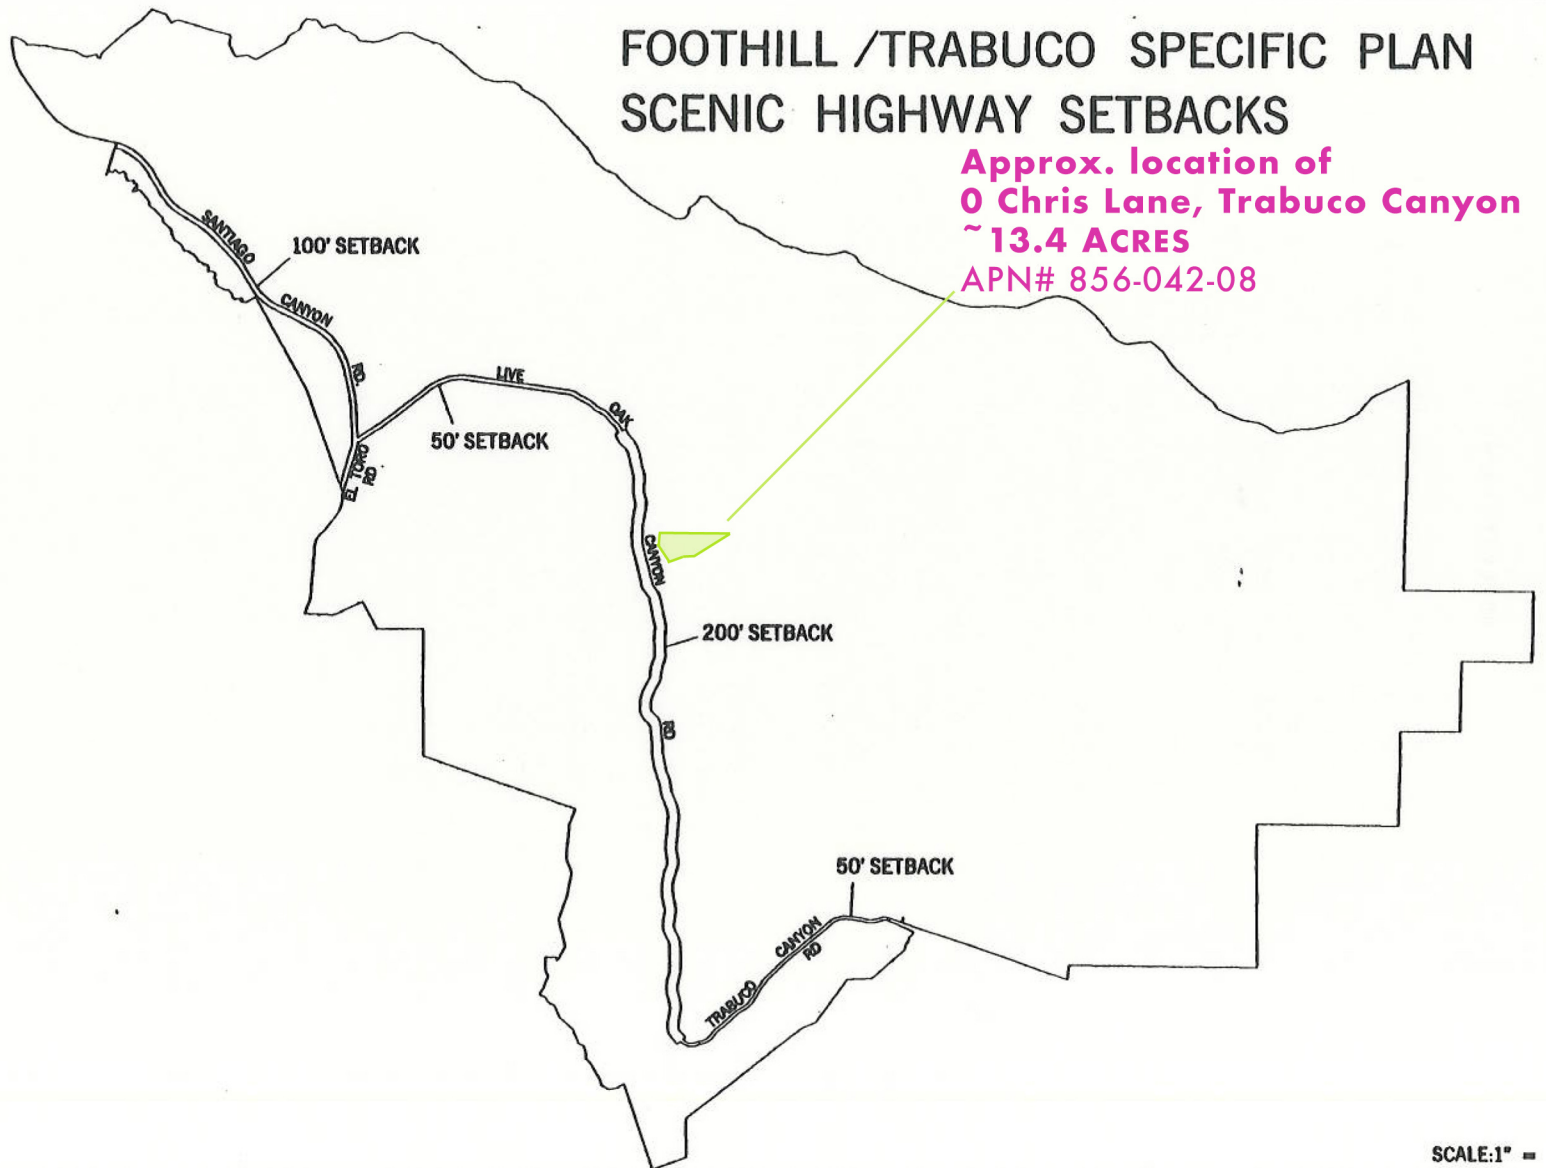 FOOTHILL /TRABUCO SPECIFIC PLAN
SCENIC HIGHWAY SETBACKS
Approx. location of
0 Chris Lane, Trabuco Canyon
~13.4 ACRES
APN# 856-042-08
SANTIAGO
100' SETBACK
CANYON
RD.
LIVE
OAK
50' SETBACK
EL TORO
RD
CANYON
200' SETBACK
RD
50' SETBACK
CANYON
RD
TRABUCO
SCALE:1" =